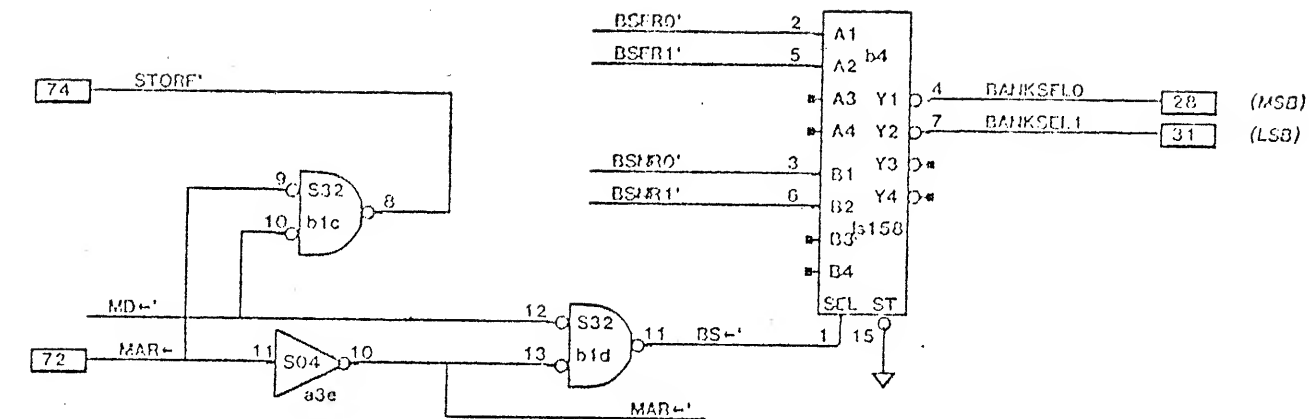 BSER0' 2 A1
BSER1' 5 A2
b4
74 STORE'
A3 Y1 4 BANKSEL0 28 (MSB)
A4 Y2 7 BANKSEL1 31 (LSB)
BSNR0' 3 B1 Y3
BSNR1' 6 B2 Y4
9 S32 8
10 b1c
B3 ls158
B4
MD←' 12 S32 SEL ST
72 MAR← 11 S04 10 13 b1d 11 BS←' 1 15
a3e
MAR←'